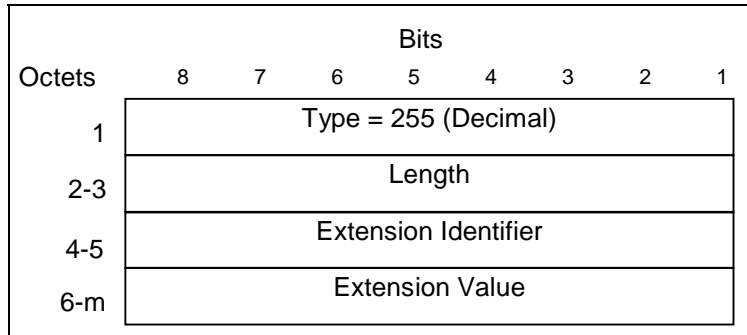 Bits
Octets 8 7 6 5 4 3 2 1
1 Type = 255 (Decimal)
2-3 Length
4-5 Extension Identifier
6-m Extension Value